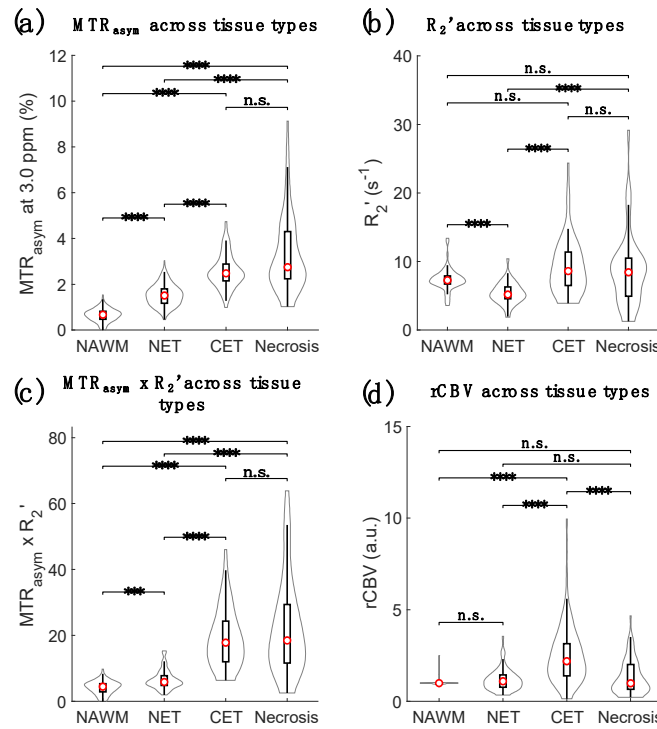 (a) MTRasym across tissue types
12
10
8
6
4
2
0
MTRasym at 3.0 ppm (%)
****
****
****
n.s.
****
****
NAWM NET CET Necrosis
(b) R2' across tissue types
40
30
20
10
0
R2' (s-1)
n.s.
****
n.s.
n.s.
****
****
NAWM NET CET Necrosis
(c) MTRasym x R2' across tissue
types
80
60
40
20
0
MTRasym x R2'
****
****
****
n.s.
****
***
NAWM NET CET Necrosis
(d) rCBV across tissue types
15
10
5
0
rCBV (a.u.)
n.s.
n.s.
****
****
****
n.s.
NAWM NET CET Necrosis